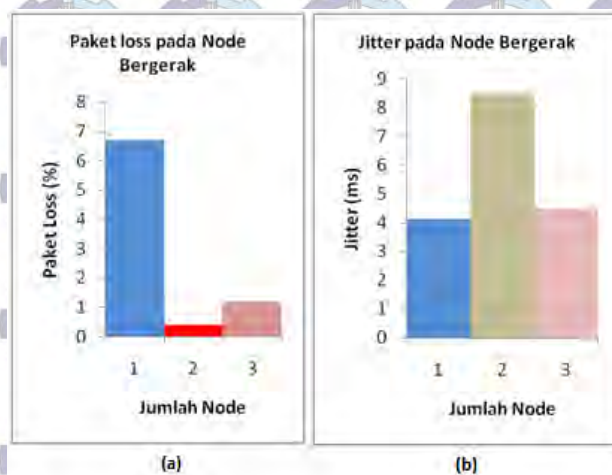 Paket loss pada Node
Bergerak
8
7
6
5
4
3
2
1
0
Paket Loss (%)
1 2 3
Jumlah Node
(a)
Jitter pada Node Bergerak
9
8
7
6
5
4
3
2
1
0
Jitter (ms)
1 2 3
Jumlah Node
(b)